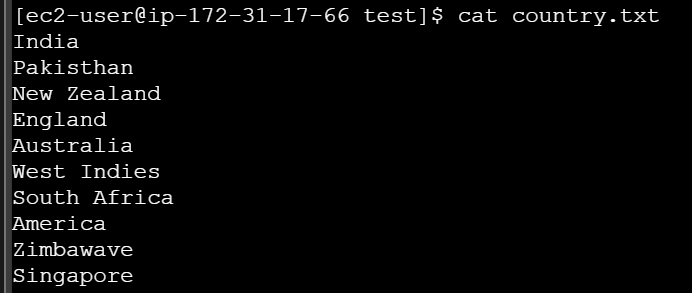 [ec2-user@ip-172-31-17-66 test]$ cat country.txt
India
Pakisthan
New Zealand
England
Australia
West Indies
South Africa
America
Zimbawave
Singapore